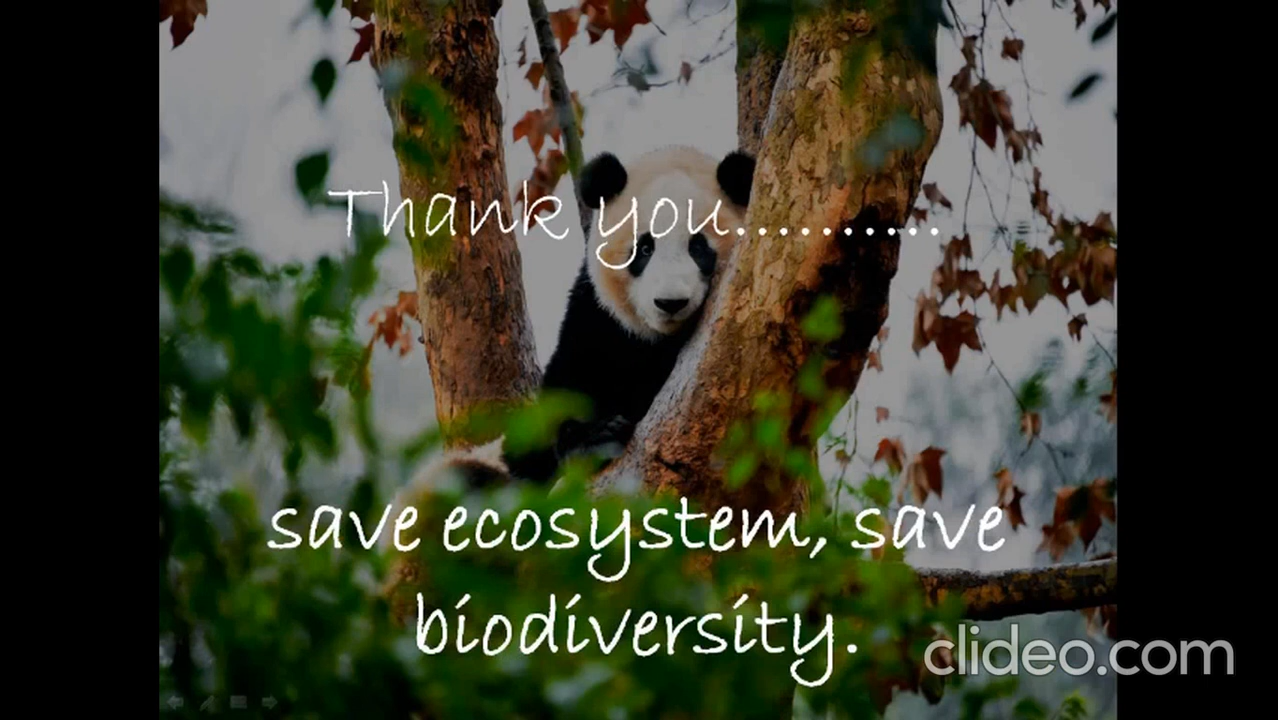 Thank you..........
save ecosystem, save
biodiversity.
clideo.com